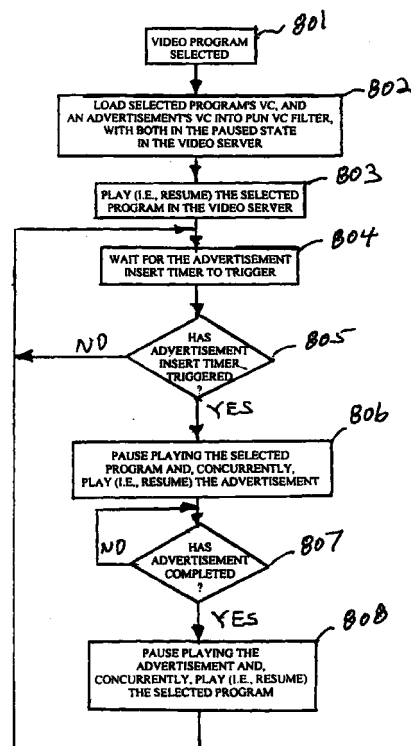 801
VIDEO PROGRAM
SELECTED
802
LOAD SELECTED PROGRAM'S VC, AND
AN ADVERTISEMENT'S VC INTO PUN VC FILTER,
WITH BOTH IN THE PAUSED STATE
IN THE VIDEO SERVER
803
PLAY (I.E., RESUME) THE SELECTED
PROGRAM IN THE VIDEO SERVER
804
WAIT FOR THE ADVERTISEMENT
INSERT TIMER TO TRIGGER
805
NO
HAS
ADVERTISEMENT
INSERT TIMER
TRIGGERED
?
YES
806
PAUSE PLAYING THE SELECTED
PROGRAM AND, CONCURRENTLY,
PLAY (I.E., RESUME) THE ADVERTISEMENT
807
NO
HAS
ADVERTISEMENT
COMPLETED
?
YES
808
PAUSE PLAYING THE
ADVERTISEMENT AND,
CONCURRENTLY, PLAY (I.E., RESUME)
THE SELECTED PROGRAM